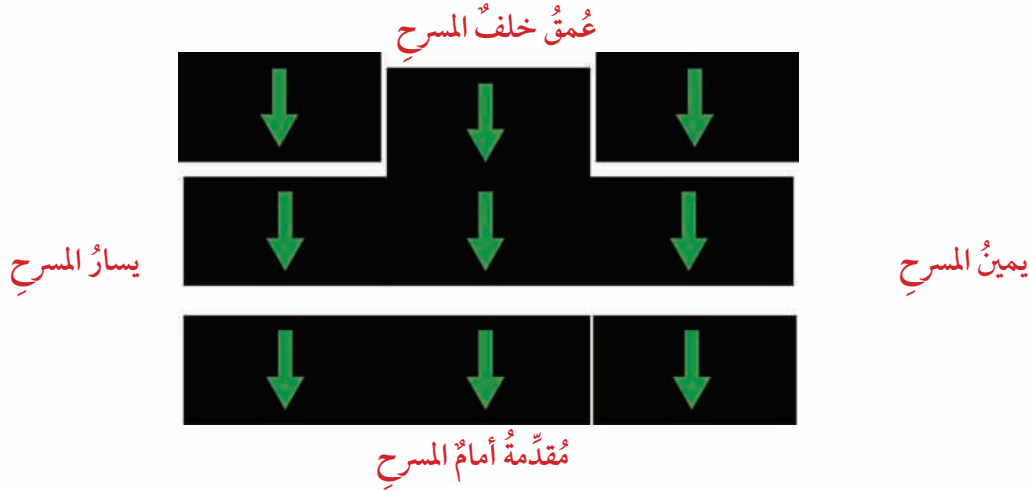 عُمقُ خلفٌ المسرحِ
يمينُ المسرحِ
يسارُ المسرحِ
مُقدِّمةُ أمامٌ المسرحِ